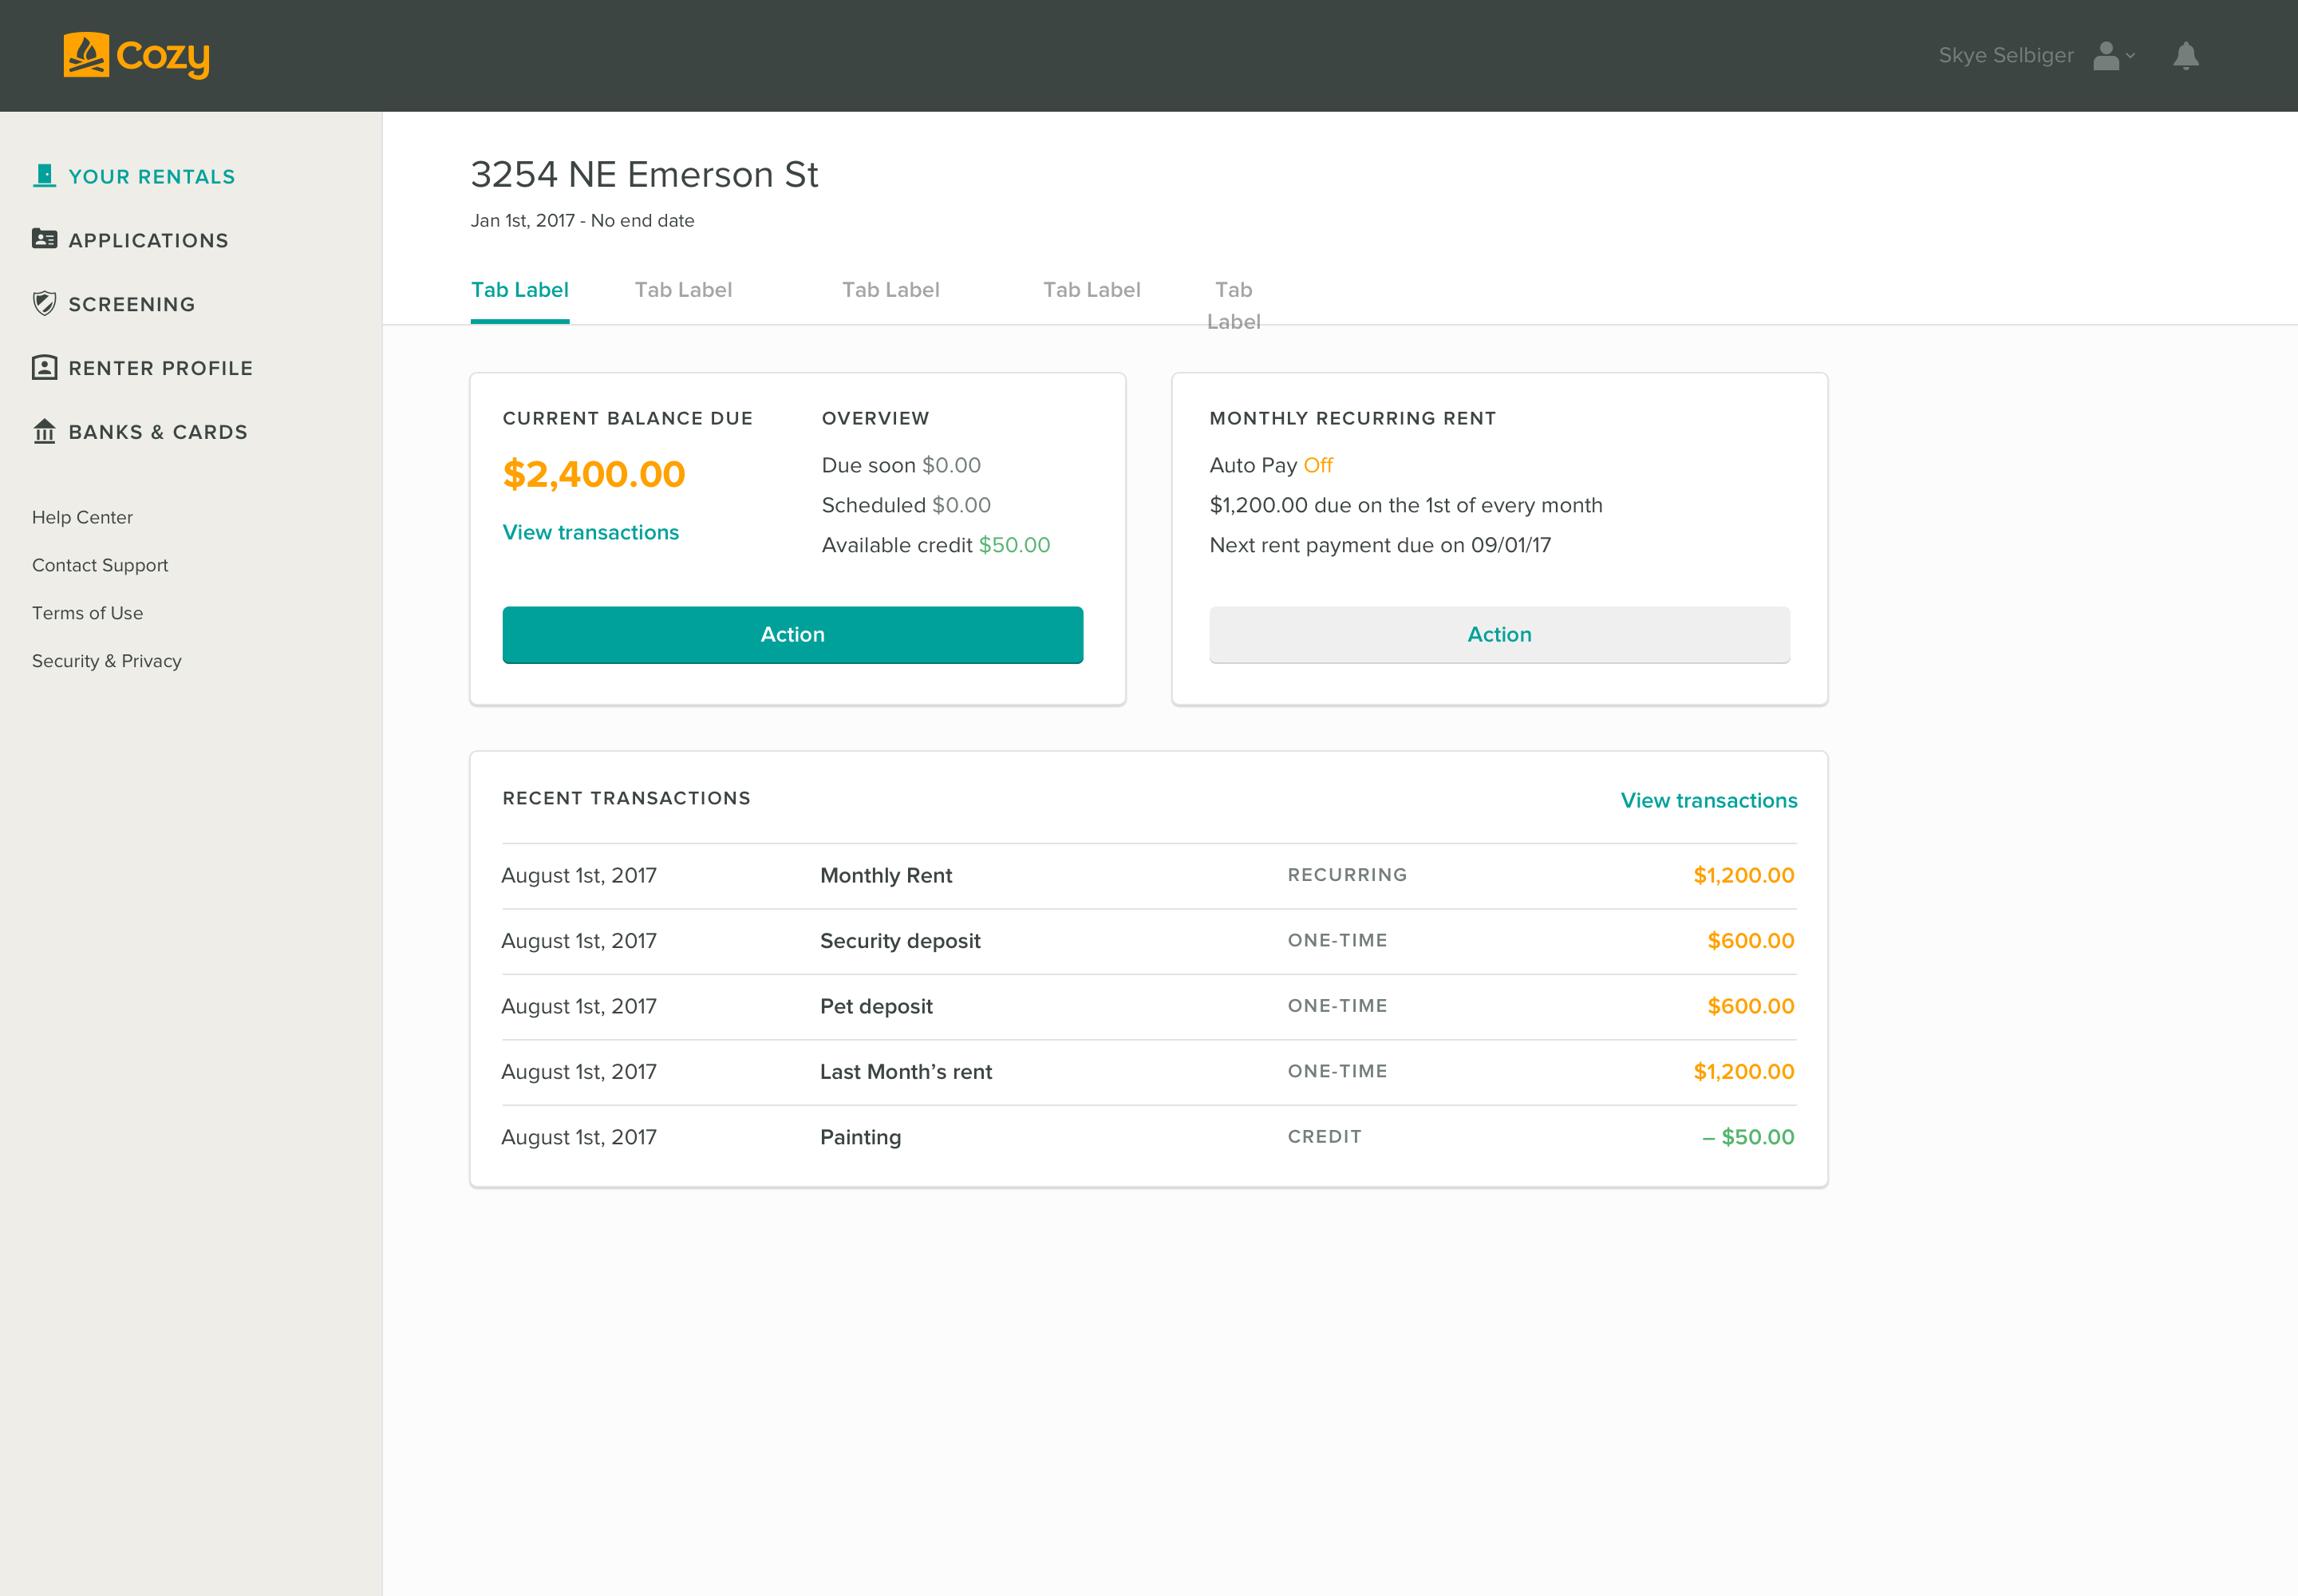 Cozy
Skye Selbiger
YOUR RENTALS
APPLICATIONS
SCREENING
RENTER PROFILE
BANKS & CARDS
Help Center
Contact Support
Terms of Use
Security & Privacy
3254 NE Emerson St
Jan 1st, 2017 - No end date
Tab Label
Tab Label
Tab Label
Tab Label
Tab
Label
CURRENT BALANCE DUE
$2,400.00
View transactions
OVERVIEW
Due soon $0.00
Scheduled $0.00
Available credit $50.00
Action
MONTHLY RECURRING RENT
Auto Pay Off
$1,200.00 due on the 1st of every month
Next rent payment due on 09/01/17
Action
RECENT TRANSACTIONS
View transactions
August 1st, 2017 Monthly Rent RECURRING $1,200.00
August 1st, 2017 Security deposit ONE-TIME $600.00
August 1st, 2017 Pet deposit ONE-TIME $600.00
August 1st, 2017 Last Month’s rent ONE-TIME $1,200.00
August 1st, 2017 Painting CREDIT – $50.00